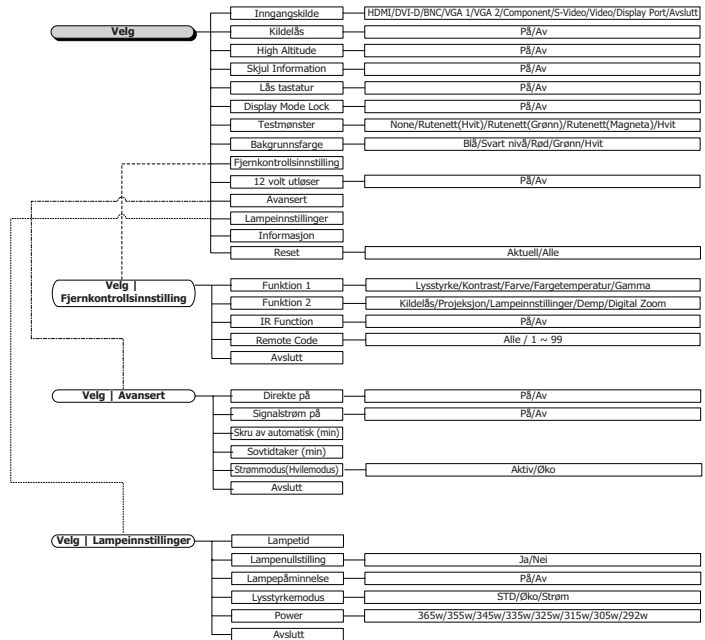 Velg
Inngangskilde HDMI/DVI-D/BNC/VGA 1/VGA 2/Component/S-Video/Video/Display Port/Avslutt
Kildelås På/Av
High Altitude På/Av
Skjul Information På/Av
Lås tastatur På/Av
Display Mode Lock På/Av
Testmønster None/Rutenett(Hvit)/Rutenett(Grønn)/Rutenett(Magneta)/Hvit
Bakgrunnsfarge Blå/Svart nivå/Rød/Grønn/Hvit
Fjernkontrollsinnstilling
12 volt utløser På/Av
Avansert
Lampeinnstillinger
Informasjon
Reset Aktuell/Alle
Velg |
Fjernkontrollsinnstilling
Funktion 1 Lysstyrke/Kontrast/Farve/Fargetemperatur/Gamma
Funktion 2 Kildelås/Projeksjon/Lampeinnstillinger/Demp/Digital Zoom
IR Function På/Av
Remote Code Alle / 1 ~ 99
Avslutt
Velg | Avansert
Direkte på På/Av
Signalstrøm på På/Av
Skru av automatisk (min)
Sovtidtaker (min)
Strømmodus(Hvilemodus) Aktiv/Øko
Avslutt
Velg | Lampeinnstillinger
Lampetid
Lampenullstilling Ja/Nei
Lampepåminnelse På/Av
Lysstyrkemodus STD/Øko/Strøm
Power 365w/355w/345w/335w/325w/315w/305w/292w
Avslutt